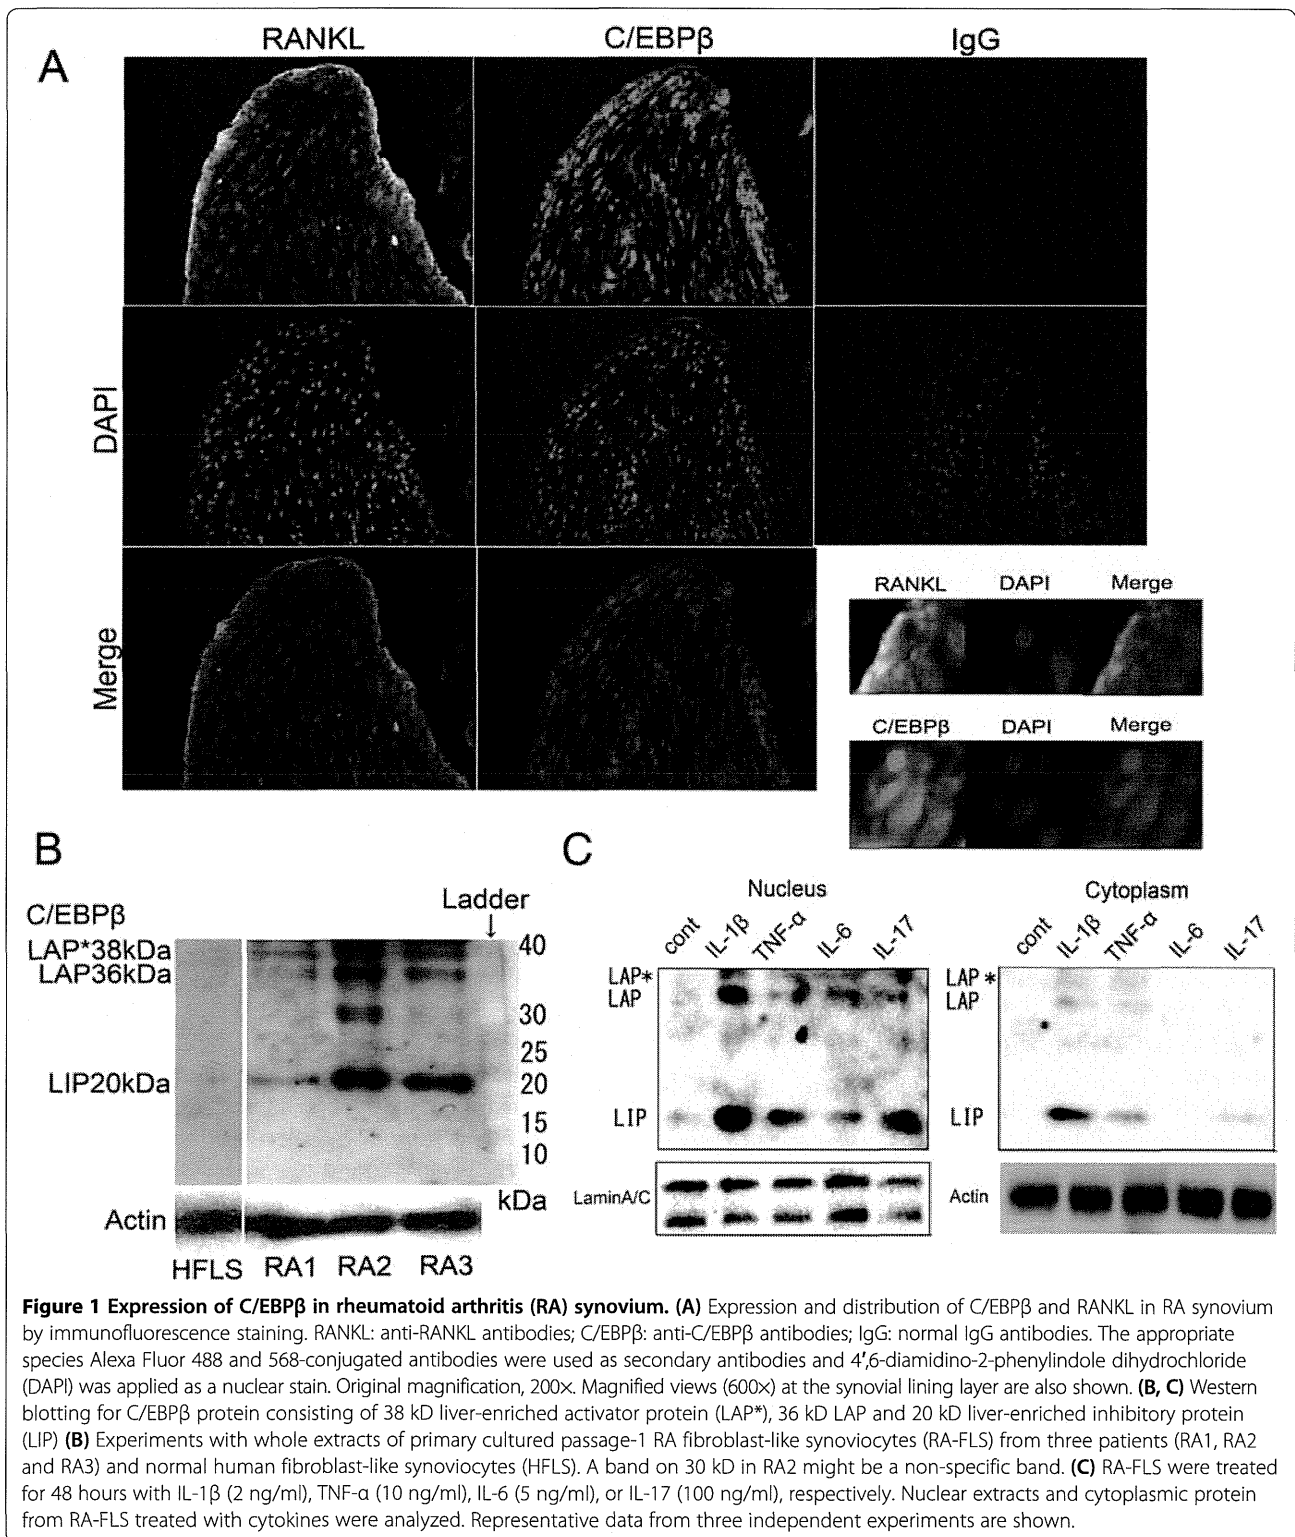 RANKL C/EBPβ IgG
A
DAPI
Merge
RANKL DAPI Merge
C/EBPβ DAPI Merge
B
C/EBPβ
Ladder
↓
LAP*38kDa
LAP36kDa
LIP20kDa
40
30
25
20
15
10
kDa
Actin
HFLS RA1 RA2 RA3
C
Nucleus
cont IL-1β TNF-α IL-6 IL-17
LAP*
LAP
LIP
LaminA/C
Cytoplasm
cont IL-1β TNF-α IL-6 IL-17
LAP *
LAP
LIP
Actin
Figure 1 Expression of C/EBPβ in rheumatoid arthritis (RA) synovium. (A) Expression and distribution of C/EBPβ and RANKL in RA synovium
by immunofluorescence staining. RANKL: anti-RANKL antibodies; C/EBPβ: anti-C/EBPβ antibodies; IgG: normal IgG antibodies. The appropriate
species Alexa Fluor 488 and 568-conjugated antibodies were used as secondary antibodies and 4′,6-diamidino-2-phenylindole dihydrochloride
(DAPI) was applied as a nuclear stain. Original magnification, 200×. Magnified views (600×) at the synovial lining layer are also shown. (B, C) Western
blotting for C/EBPβ protein consisting of 38 kD liver-enriched activator protein (LAP*), 36 kD LAP and 20 kD liver-enriched inhibitory protein
(LIP) (B) Experiments with whole extracts of primary cultured passage-1 RA fibroblast-like synoviocytes (RA-FLS) from three patients (RA1, RA2
and RA3) and normal human fibroblast-like synoviocytes (HFLS). A band on 30 kD in RA2 might be a non-specific band. (C) RA-FLS were treated
for 48 hours with IL-1β (2 ng/ml), TNF-α (10 ng/ml), IL-6 (5 ng/ml), or IL-17 (100 ng/ml), respectively. Nuclear extracts and cytoplasmic protein
from RA-FLS treated with cytokines were analyzed. Representative data from three independent experiments are shown.